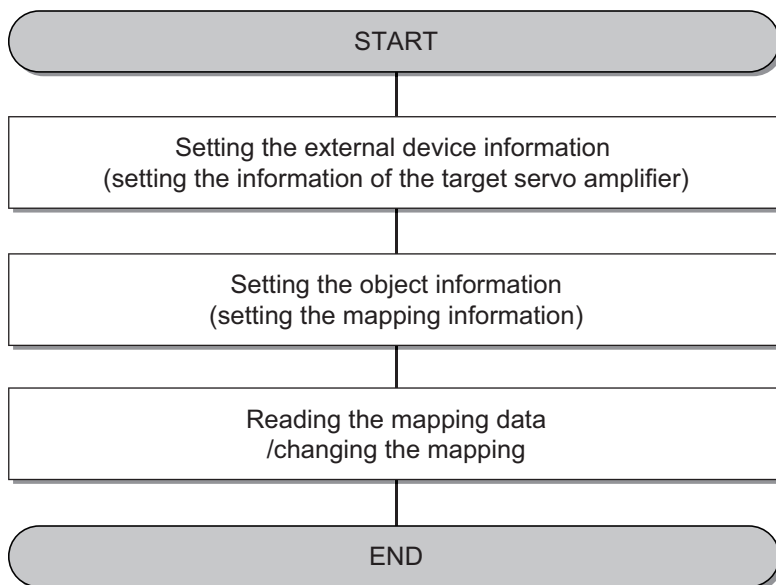 START
Setting the external device information
(setting the information of the target servo amplifier)
Setting the object information
(setting the mapping information)
Reading the mapping data
/changing the mapping
END